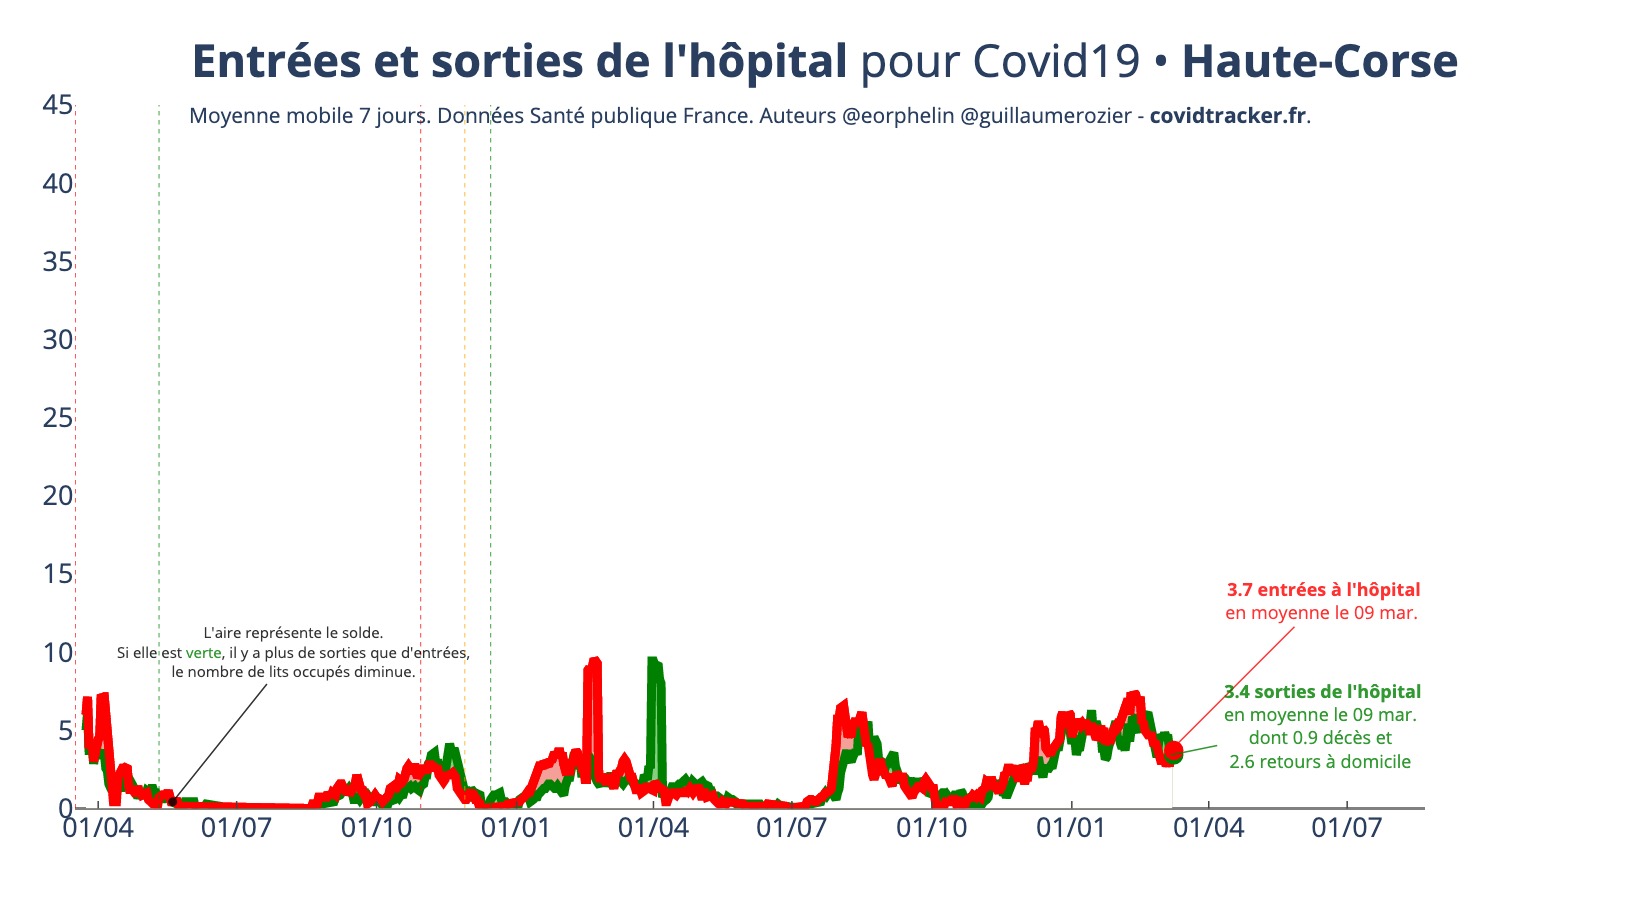 Entrées et sorties de l'hôpital pour Covid19 • Haute-Corse
Moyenne mobile 7 jours. Données Santé publique France. Auteurs @eorphelin @guillaumerozier - covidtracker.fr.
45
40
35
30
25
20
15
10
5
0
3.7 entrées à l'hôpital
en moyenne le 09 mar.
L'aire représente le solde.
Si elle est verte, il y a plus de sorties que d'entrées,
le nombre de lits occupés diminue.
3.4 sorties de l'hôpital
en moyenne le 09 mar.
dont 0.9 décès et
2.6 retours à domicile
01/04 01/07 01/10 01/01 01/04 01/07 01/10 01/01 01/04 01/07